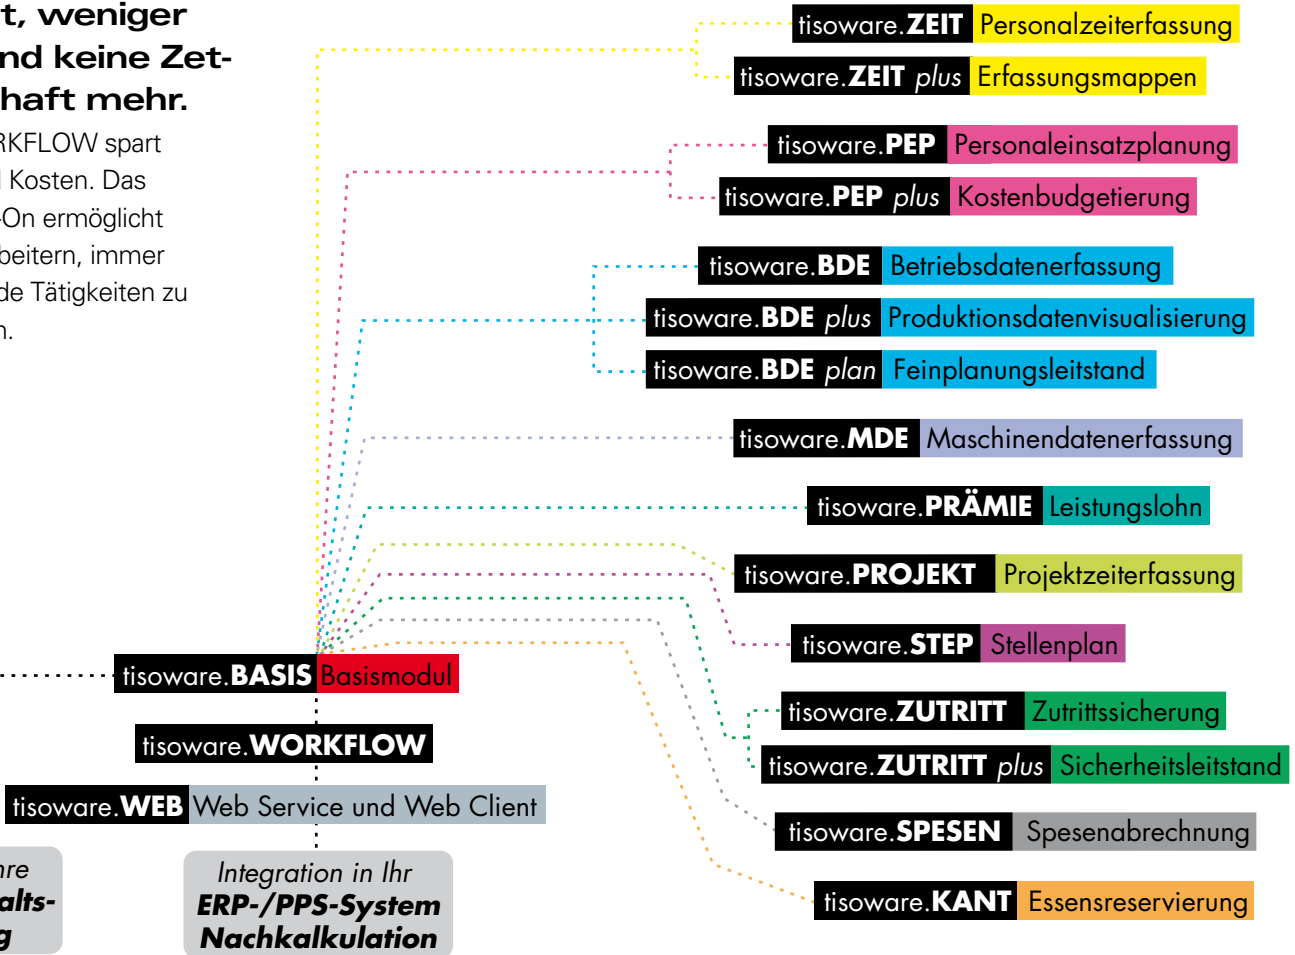 t, weniger
nd keine Zet-
haft mehr.
RKFLOW spart
Kosten. Das
-On ermöglicht
beitern, immer
de Tätigkeiten zu
n.
tisoware.ZEIT Personalzeiterfassung
tisoware.ZEIT plus Erfassungsmappen
tisoware.PEP Personaleinsatzplanung
tisoware.PEP plus Kostenbudgetierung
tisoware.BDE Betriebsdatenerfassung
tisoware.BDE plus Produktionsdatenvisualisierung
tisoware.BDE plan Feinplanungsleitstand
tisoware.MDE Maschinendatenerfassung
tisoware.PRÄMIE Leistungslohn
tisoware.PROJEKT Projektzeiterfassung
tisoware.STEP Stellenplan
tisoware.ZUTRITT Zutrittssicherung
tisoware.ZUTRITT plus Sicherheitsleitstand
tisoware.SPESEN Spesenabrechnung
tisoware.KANT Essensreservierung
tisoware.BASIS Basismodul
tisoware.WORKFLOW
tisoware.WEB Web Service und Web Client
hre
alts-
g
Integration in Ihr
ERP-/PPS-System
Nachkalkulation